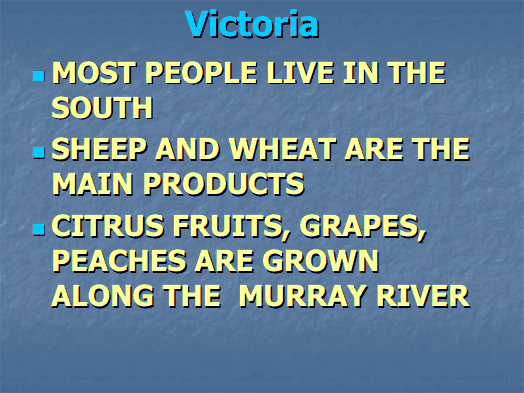 Victoria
MOST PEOPLE LIVE IN THE
SOUTH
SHEEP AND WHEAT ARE THE
MAIN PRODUCTS
CITRUS FRUITS, GRAPES,
PEACHES ARE GROWN
ALONG THE  MURRAY RIVER